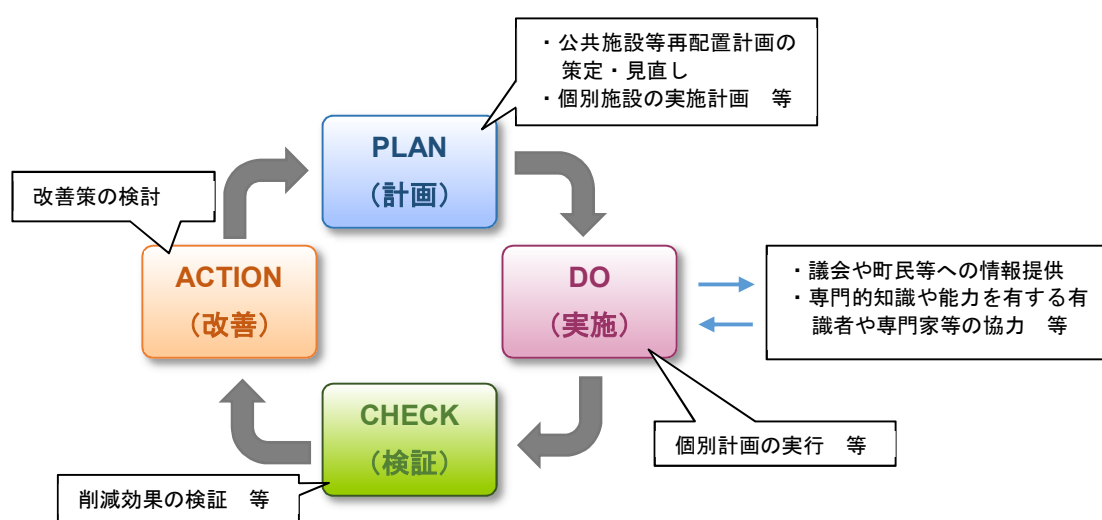 ・公共施設等再配置計画の
策定・見直し
・個別施設の実施計画　等
PLAN
（計画）
改善策の検討
ACTION
（改善）
DO
（実施）
・議会や町民等への情報提供
・専門的知識や能力を有する有
識者や専門家等の協力　等
CHECK
（検証）
個別計画の実行　等
削減効果の検証　等